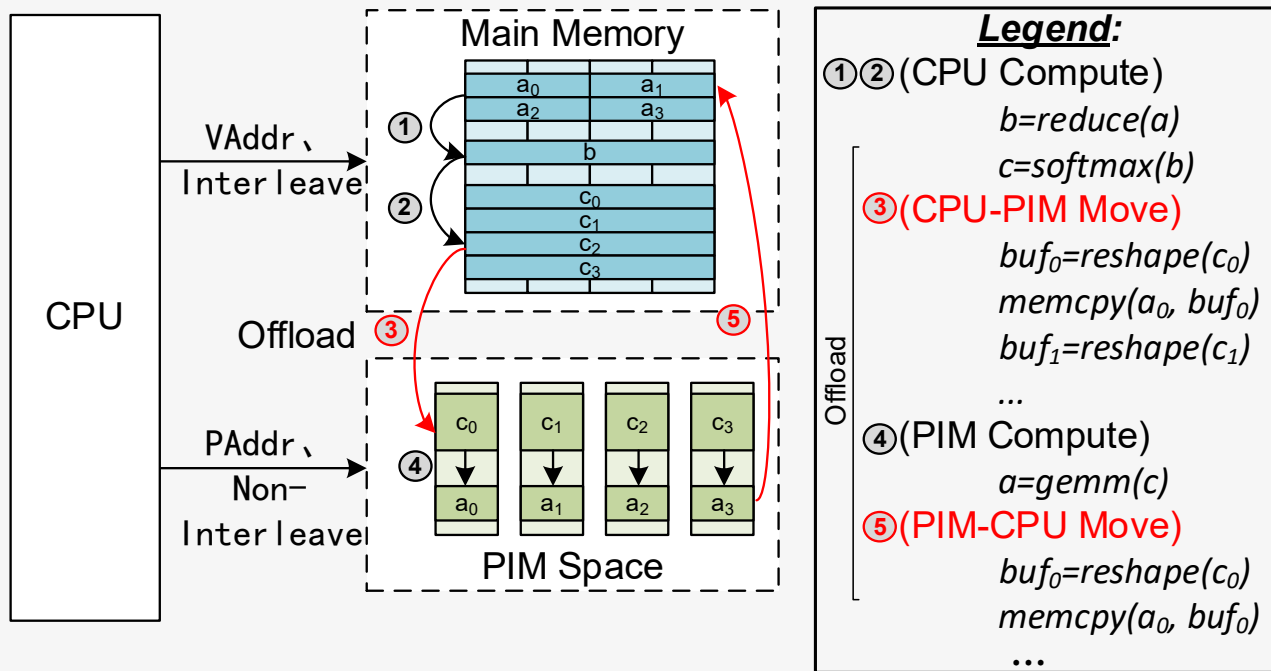 CPU
VAddr、
Interleave
PAddr、
Non-
Interleave
Main Memory
a₀ a₁
a₂ a₃
b
c₀
c₁
c₂
c₃
①
②
Offload ③ ⑤
c₀ c₁ c₂ c₃
④
a₀ a₁ a₂ a₃
PIM Space
Legend:
①②(CPU Compute)
b=reduce(a)
c=softmax(b)
③(CPU-PIM Move)
buf₀=reshape(c₀)
memcpy(a₀, buf₀)
buf₁=reshape(c₁)
...
④(PIM Compute)
a=gemm(c)
⑤(PIM-CPU Move)
buf₀=reshape(c₀)
memcpy(a₀, buf₀)
...
Offload